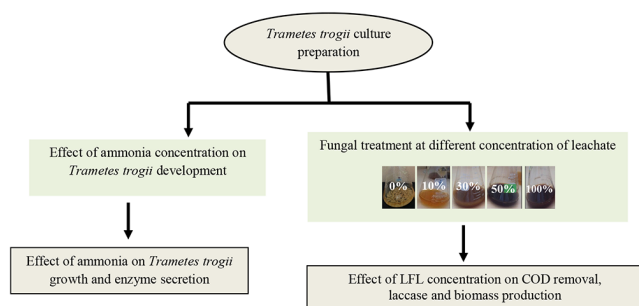 Trametes trogii culture
preparation
Effect of ammonia concentration on
Trametes trogii development
Fungal treatment at different concentration of leachate
0% 10% 30% 50% 100%
Effect of ammonia on Trametes trogii
growth and enzyme secretion
Effect of LFL concentration on COD removal,
laccase and biomass production